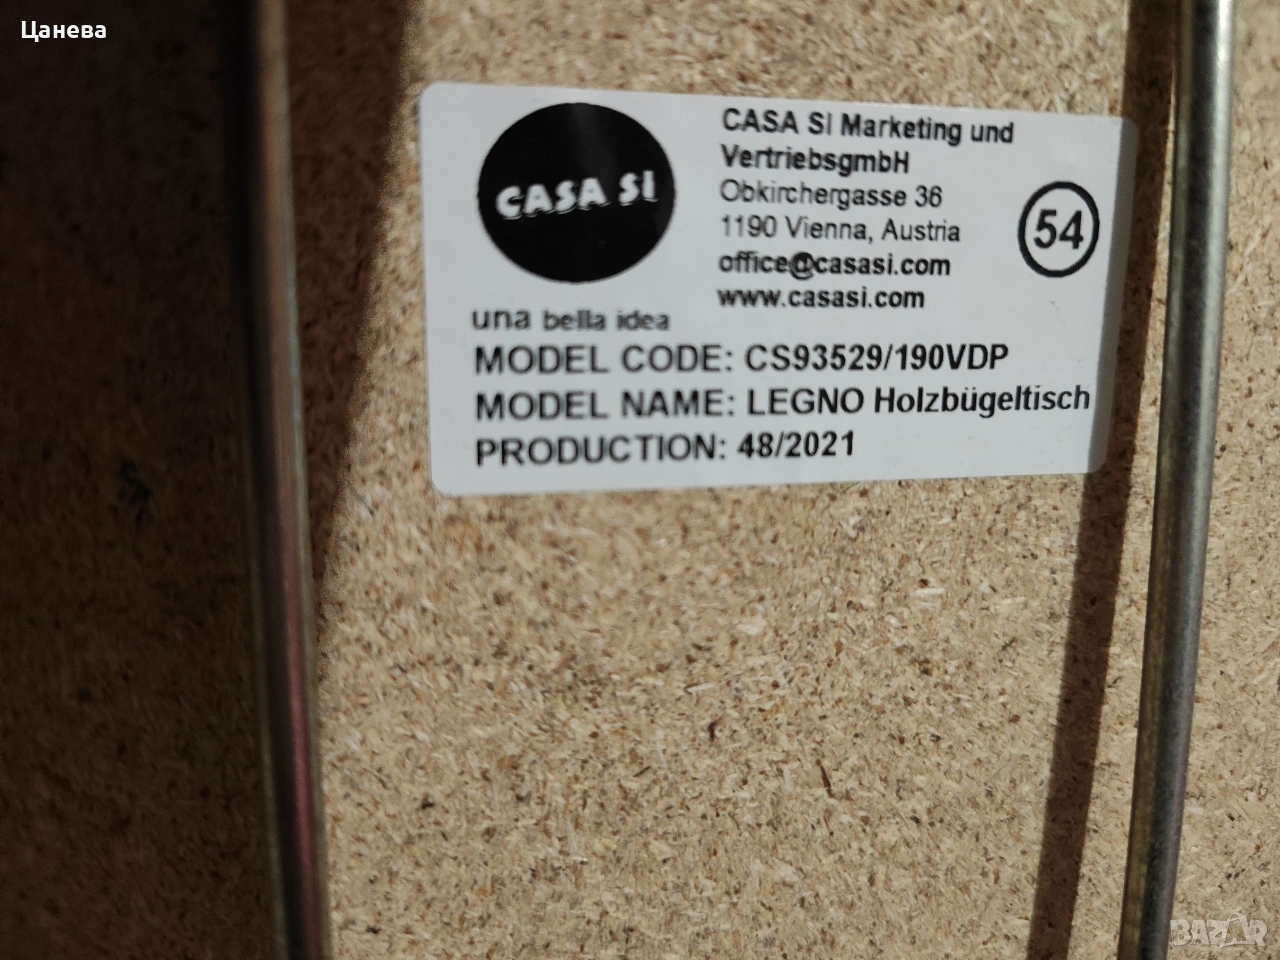 Цанева
CASA SI
una bella idea
CASA SI Marketing und
VertriebsgmbH
Obkirchergasse 36
1190 Vienna, Austria
office@casasi.com
www.casasi.com
54
MODEL CODE: CS93529/190VDP
MODEL NAME: LEGNO Holzbügeltisch
PRODUCTION: 48/2021
BAZAR